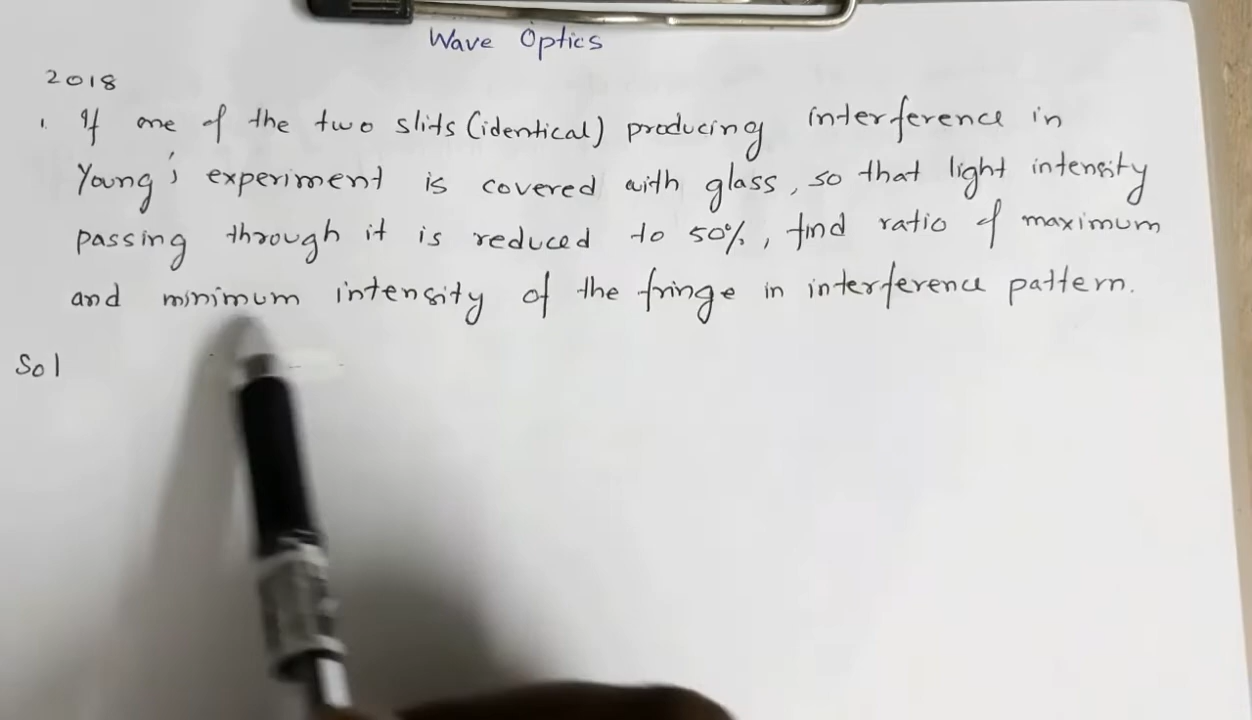 Wave Optics
2018
1. If one of the two slits (identical) producing interference in
Young's experiment is covered with glass, so that light intensity
passing through it is reduced to 50%, find ratio of maximum
and minimum intensity of the fringe in interference pattern.
Sol